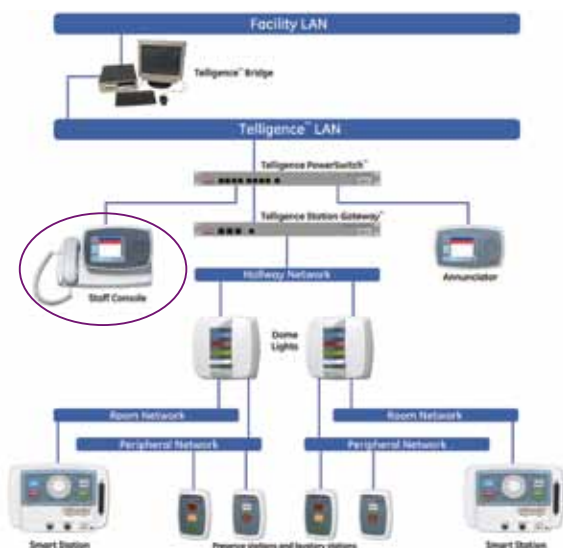 Facility LAN
Telligence™ Bridge
Telligence™ LAN
Telligence PowerSwitch™
Telligence Station Gateway™
Staff Console
Hallway Network
Annunciator
Dome
Lights
Room Network
Room Network
Peripheral Network
Peripheral Network
Smart Station
Presence stations and auxiliary stations
Smart Station